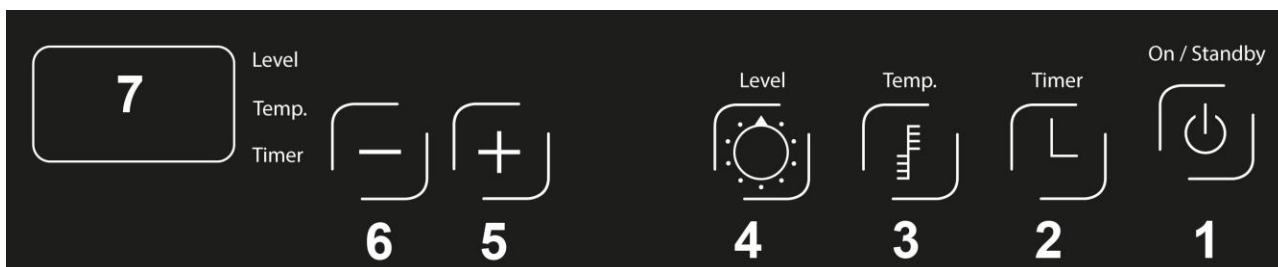 On / Standby
Level
Level
Temp.
Timer
7
Temp.
Timer
− +
6 5 4 3 2 1